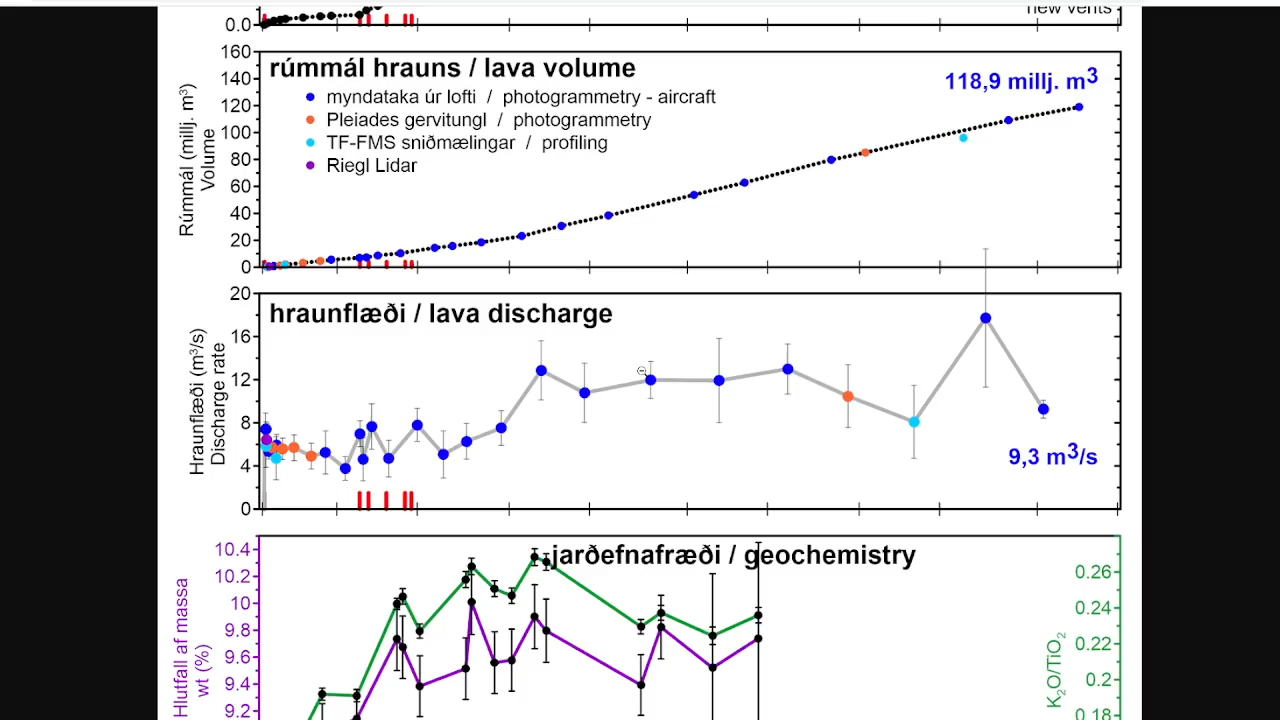 new vents
0.0
rúmmál hrauns / lava volume
118,9 millj. m³
myndataka úr lofti / photogrammetry - aircraft
Pleiades gervitungl / photogrammetry
TF-FMS sniðmælingar / profiling
Riegl Lidar
Rúmmál (millj. m³)
Volume
160
140
120
100
80
60
40
20
0
hraunflæði / lava discharge
9,3 m³/s
Hraunflæði (m³/s)
Discharge rate
20
16
12
8
4
0
jarðefnafræði / geochemistry
Hlutfall af massa
wt (%)
10.4
10.2
10
9.8
9.6
9.4
9.2
K₂O/TiO₂
0.26
0.24
0.22
0.2
0.18